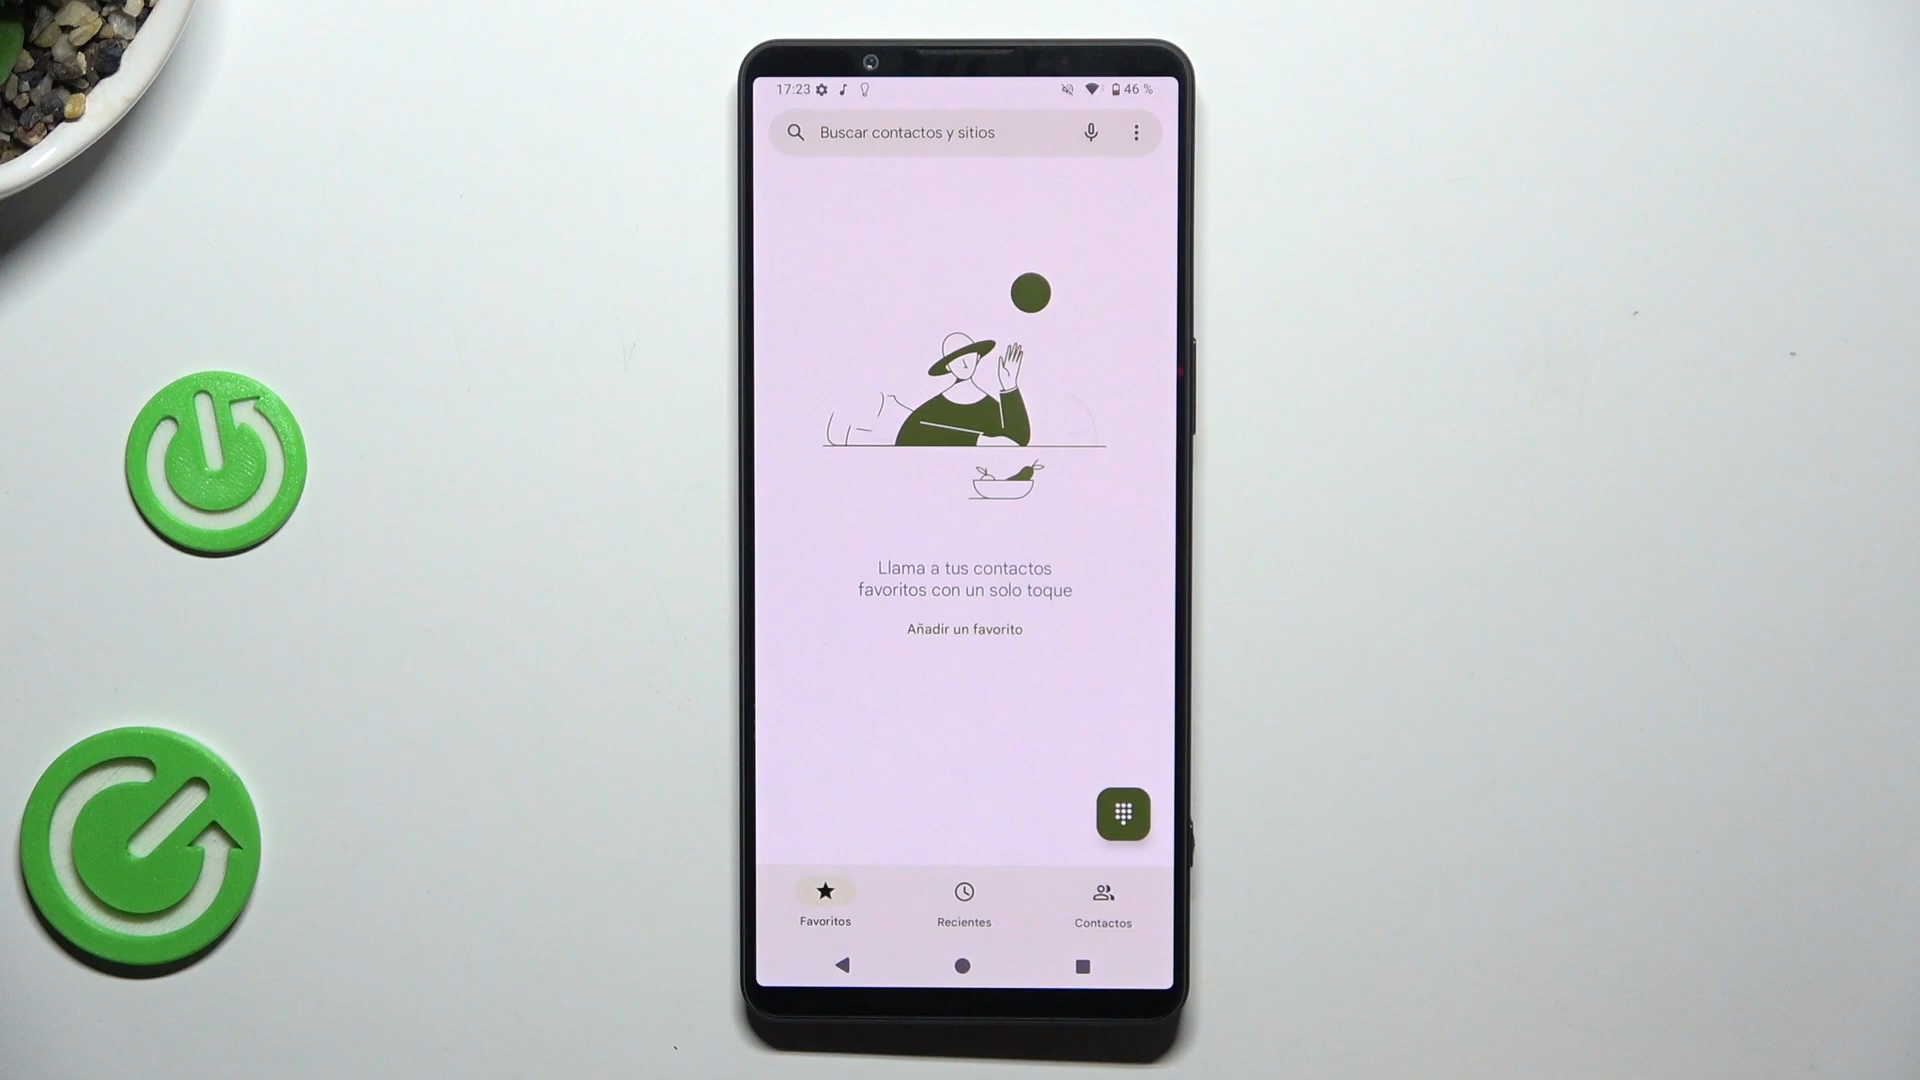 17:23 46 %
Buscar contactos y sitios
Llama a tus contactos
favoritos con un solo toque
Añadir un favorito
Favoritos Recientes Contactos